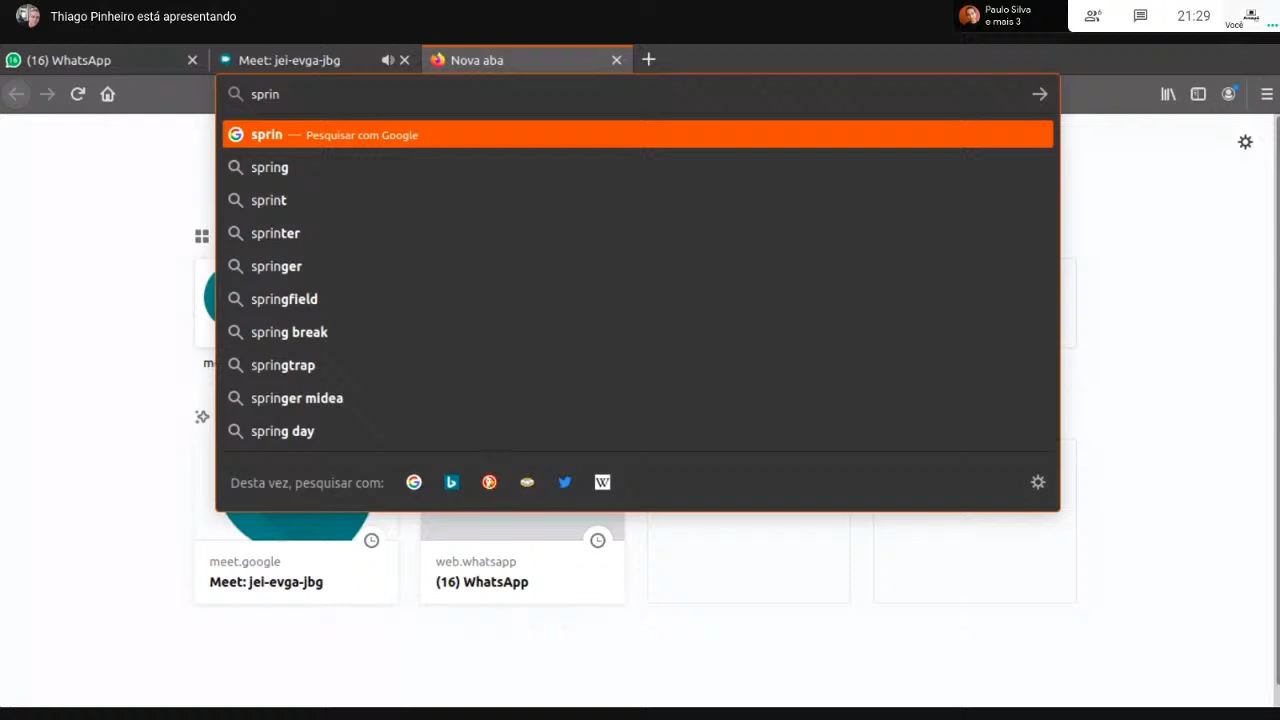 Thiago Pinheiro está apresentando
Paulo Silva
e mais 3
6
21:29
Você
(16) WhatsApp
Meet: jei-evga-jbg
Nova aba
sprin
sprin — Pesquisar com Google
spring
sprint
sprinter
springer
springfield
spring break
springtrap
springer midea
spring day
Desta vez, pesquisar com:
meet.google
Meet: jei-evga-jbg
web.whatsapp
(16) WhatsApp